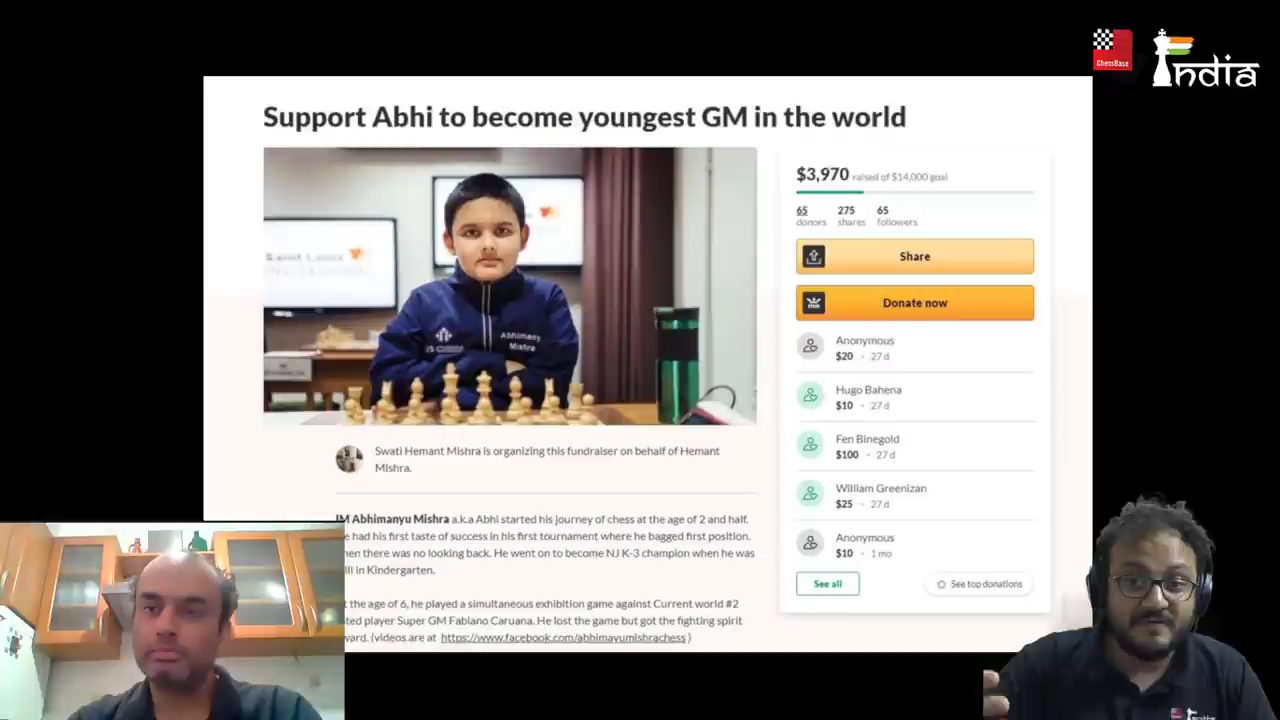 ChessBase
India
Support Abhi to become youngest GM in the world
Abhimany
Mishra
$3,970 raised of $14,000 goal
65 275 65
donors shares followers
Share
Donate now
Anonymous
$20 · 27 d
Hugo Bahena
$10 · 27 d
Fen Binegold
$100 · 27 d
William Greenizan
$25 · 27 d
Anonymous
$10 · 1 mo
See all
See top donations
Swati Hemant Mishra is organizing this fundraiser on behalf of Hemant
Mishra.
IM Abhimanyu Mishra a.k.a Abhi started his journey of chess at the age of 2 and half.
e had his first taste of success in his first tournament where he bagged first position.
hen there was no looking back. He went on to become NJ K-3 champion when he was
ill in Kindergarten.
t the age of 6, he played a simultaneous exhibition game against Current world #2
ted player Super GM Fabiano Caruana. He lost the game but got the fighting spirit
ward. (videos are at https://www.facebook.com/abhimayumishrachess )